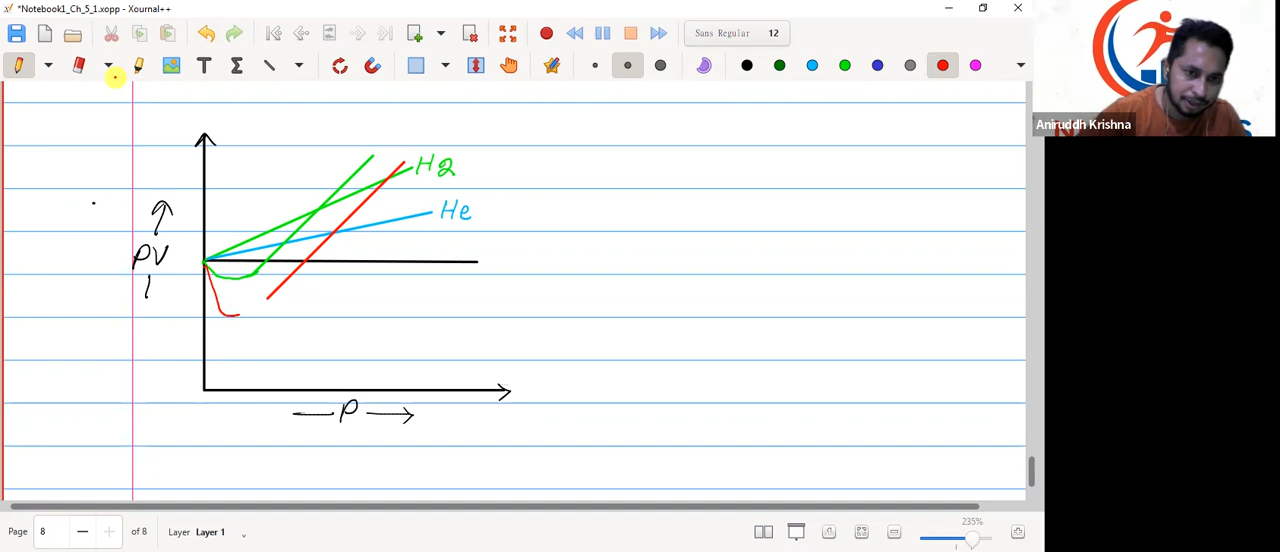 *Notebook1_Ch_5_1.xopp - Xournal++
Sans Regular 12
Aniruddh Krishna
H2
He
PV
P
Page 8 of 8 Layer Layer 1
235%